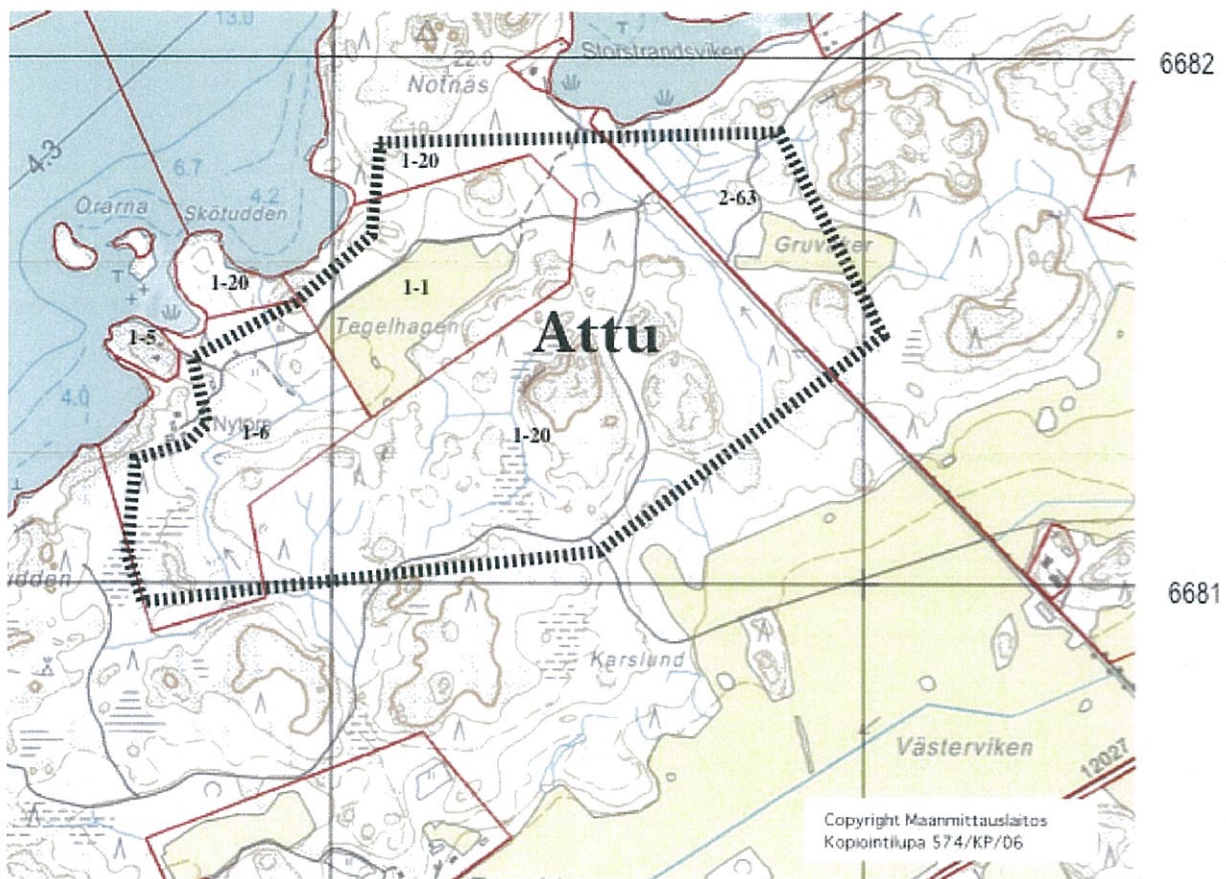 13.0
6682
Storstrandsviken
22.0
Notnäs
4.3
1-20
6.7
4.2
2-63
Orarna
Skötudden
Gruvåker
1-20
1-1
Tegelhagen
Attu
1-5
4.0
1-6
1-20
6681
Karslund
Västerviken
12027
Copyright Maanmittauslaitos
Kopiointilupa 574/KP/06